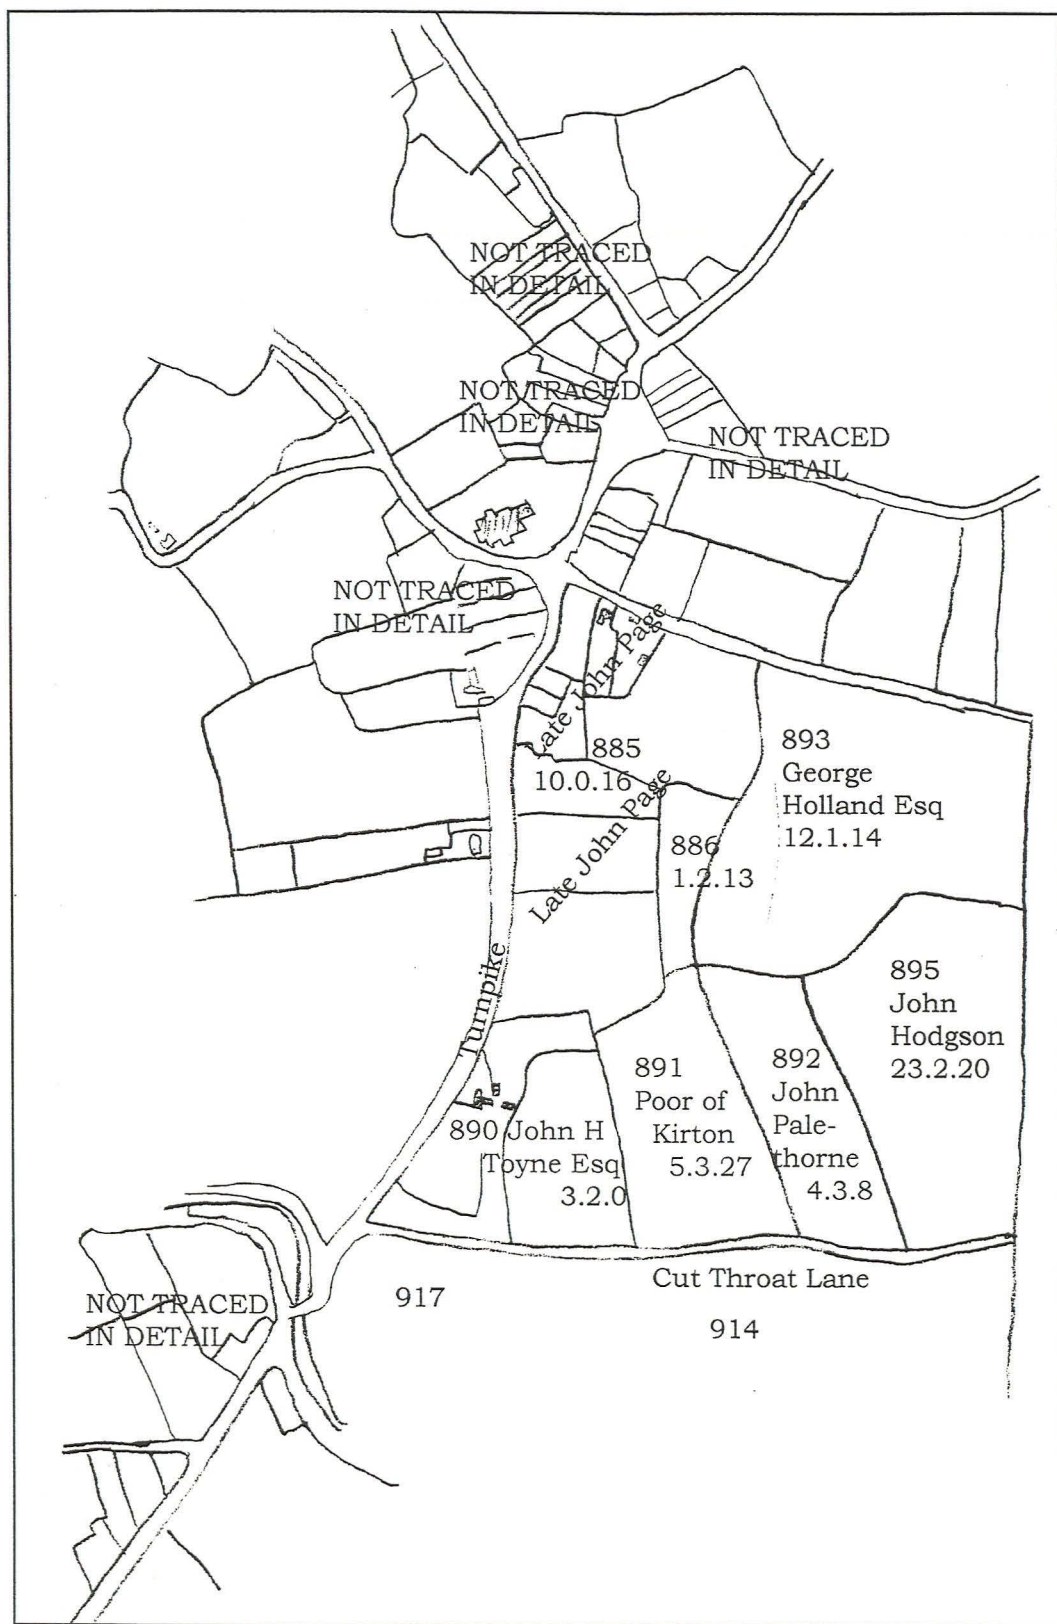 NOT TRACED
IN DETAIL
NOT TRACED
IN DETAIL
NOT TRACED
IN DETAIL
NOT TRACED
IN DETAIL
Late John Page
885
10.0.16
Late John Page
886
1.2.13
893
George
Holland Esq
12.1.14
Turnpike
895
John
Hodgson
23.2.20
891
Poor of
Kirton
5.3.27
892
John
Pale-
thorne
4.3.8
890 John H
Toyne Esq
3.2.0
Cut Throat Lane
917
914
NOT TRACED
IN DETAIL